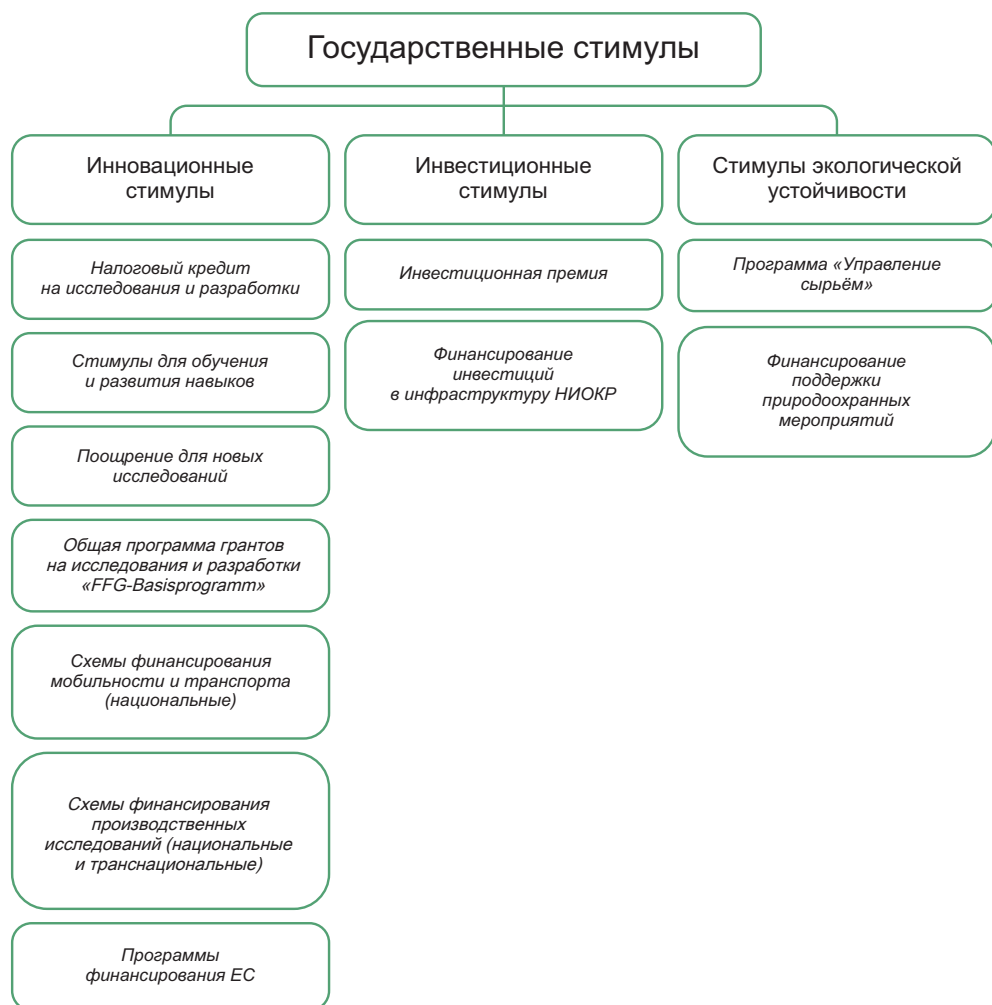 Государственные стимулы
Инновационные
стимулы
Налоговый кредит
на исследования и разработки
Стимулы для обучения
и развития навыков
Поощрение для новых
исследований
Общая программа грантов
на исследования и разработки
«FFG-Basisprogramm»
Схемы финансирования
мобильности и транспорта
(национальные)
Схемы финансирования
производственных
исследований (национальные
и транснациональные)
Программы
финансирования ЕС
Инвестиционные
стимулы
Инвестиционная премия
Финансирование
инвестиций
в инфраструктуру НИОКР
Стимулы экологической
устойчивости
Программа «Управление
сырьём»
Финансирование
поддержки
природоохранных
мероприятий